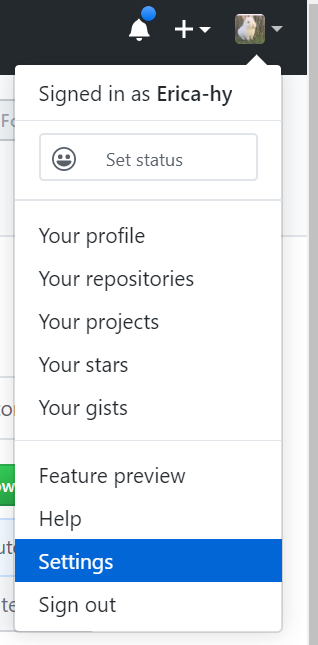 Signed in as Erica-hy
Set status
Your profile
Your repositories
Your projects
Your stars
Your gists
Feature preview
Help
Settings
Sign out